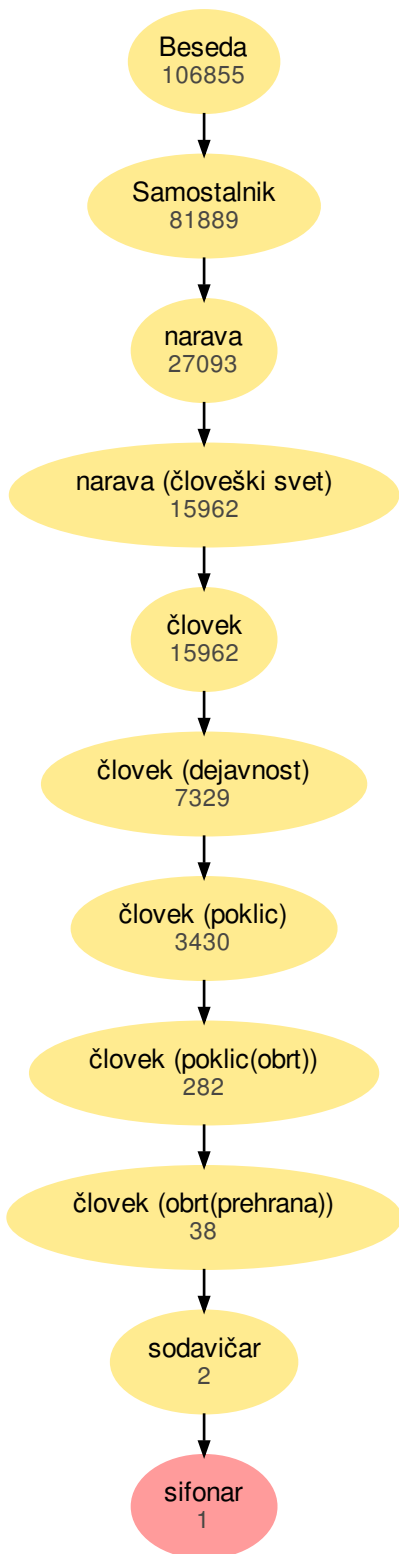 Beseda
106855
Samostalnik
81889
narava
27093
narava (človeški svet)
15962
človek
15962
človek (dejavnost)
7329
človek (poklic)
3430
človek (poklic(obrt))
282
človek (obrt(prehrana))
38
sodavičar
2
sifonar
1